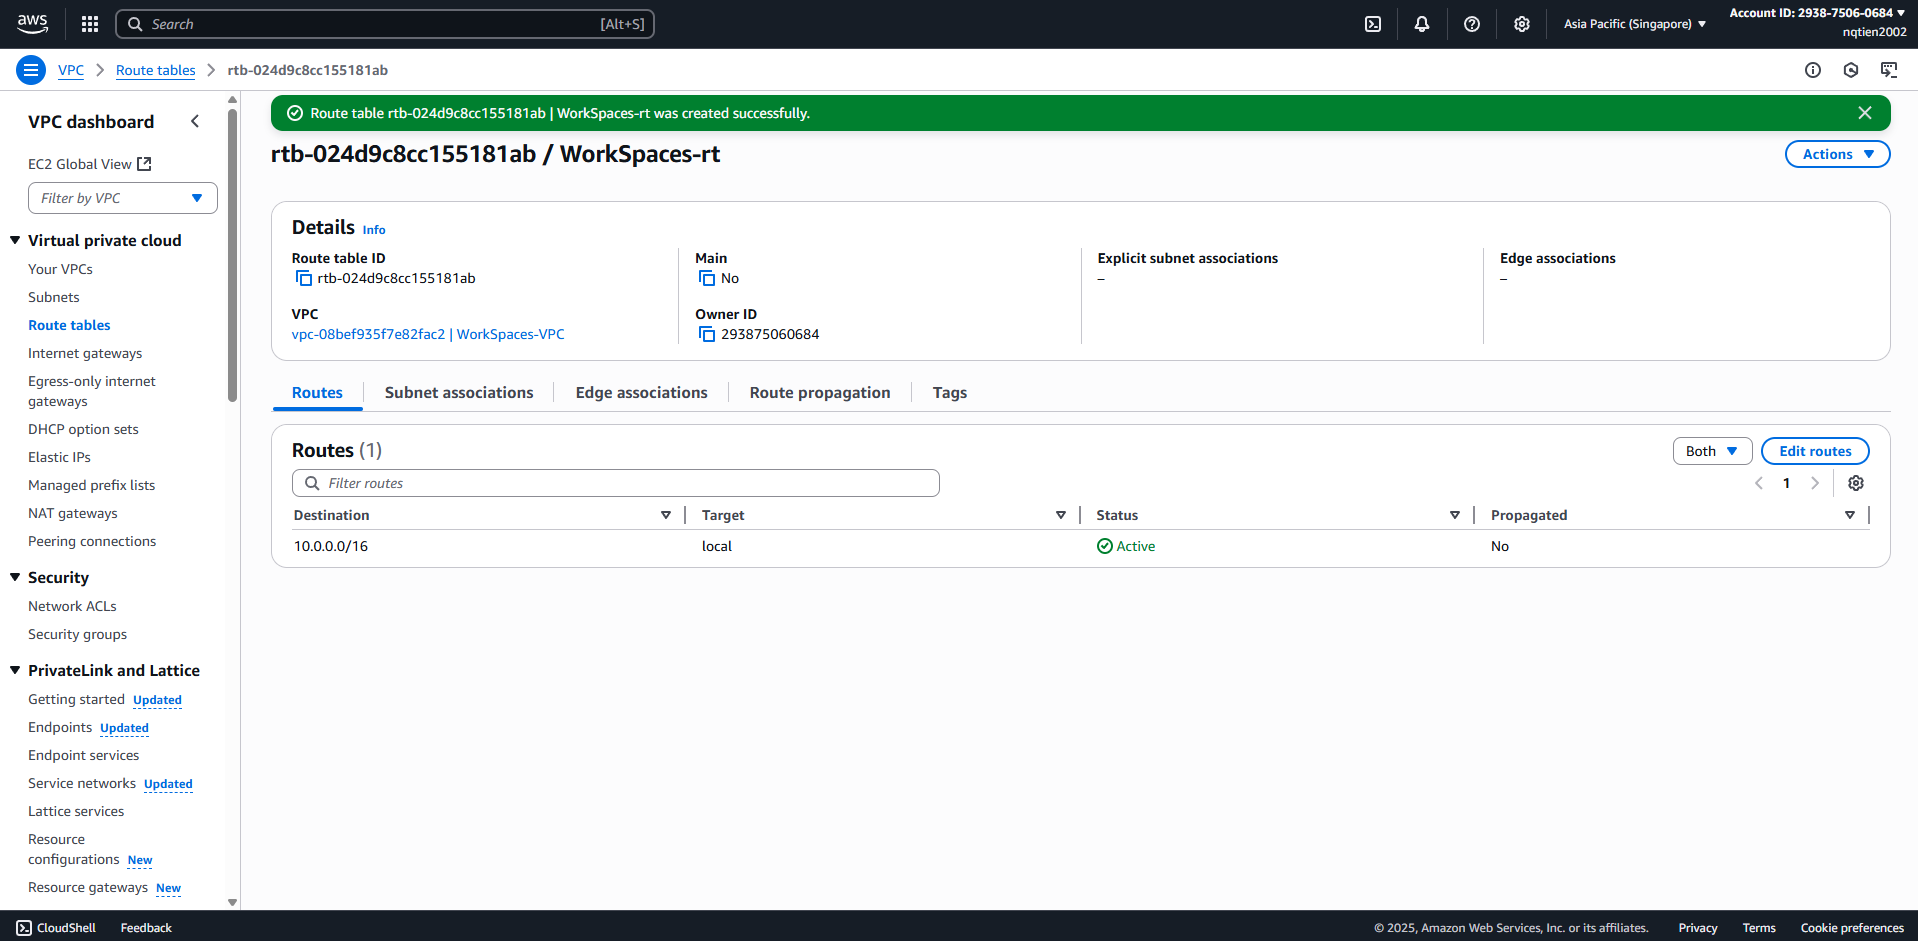 aws
Search
[Alt+S]
Asia Pacific (Singapore)
Account ID: 2938-7506-0684
nqtien2002
VPC
Route tables
rtb-024d9c8cc155181ab
VPC dashboard
EC2 Global View
Filter by VPC
Virtual private cloud
Your VPCs
Subnets
Route tables
Internet gateways
Egress-only internet
gateways
DHCP option sets
Elastic IPs
Managed prefix lists
NAT gateways
Peering connections
Security
Network ACLs
Security groups
PrivateLink and Lattice
Getting started Updated
Endpoints Updated
Endpoint services
Service networks Updated
Lattice services
Resource
configurations New
Resource gateways New
Route table rtb-024d9c8cc155181ab | WorkSpaces-rt was created successfully.
rtb-024d9c8cc155181ab / WorkSpaces-rt
Actions
Details Info
Route table ID
rtb-024d9c8cc155181ab
Main
No
Explicit subnet associations
–
Edge associations
–
VPC
vpc-08bef935f7e82fac2 | WorkSpaces-VPC
Owner ID
293875060684
Routes
Subnet associations
Edge associations
Route propagation
Tags
Routes (1)
Both
Edit routes
Filter routes
1
Destination
Target
Status
Propagated
10.0.0.0/16
local
Active
No
CloudShell
Feedback
© 2025, Amazon Web Services, Inc. or its affiliates.
Privacy
Terms
Cookie preferences